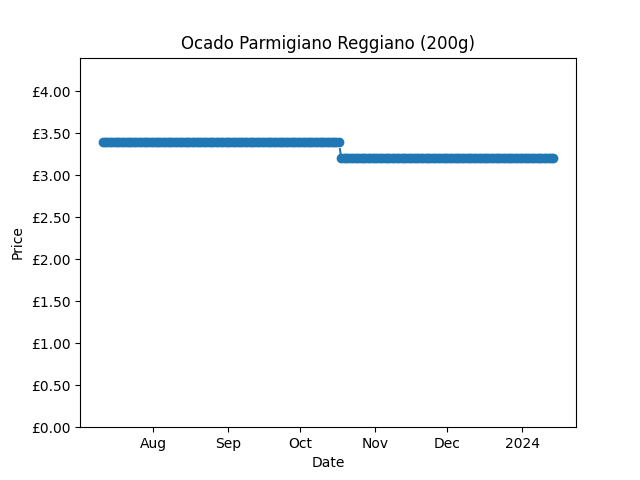 Ocado Parmigiano Reggiano (200g)
£4.00
£3.50
£3.00
£2.50
£2.00
£1.50
£1.00
£0.50
£0.00
Price
Aug Sep Oct Nov Dec 2024
Date